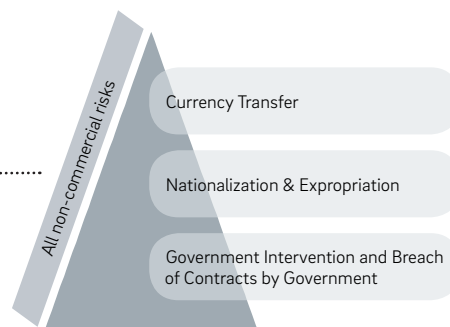 All non-commercial risks
Currency Transfer
Nationalization & Expropriation
Government Intervention and Breach
of Contracts by Government